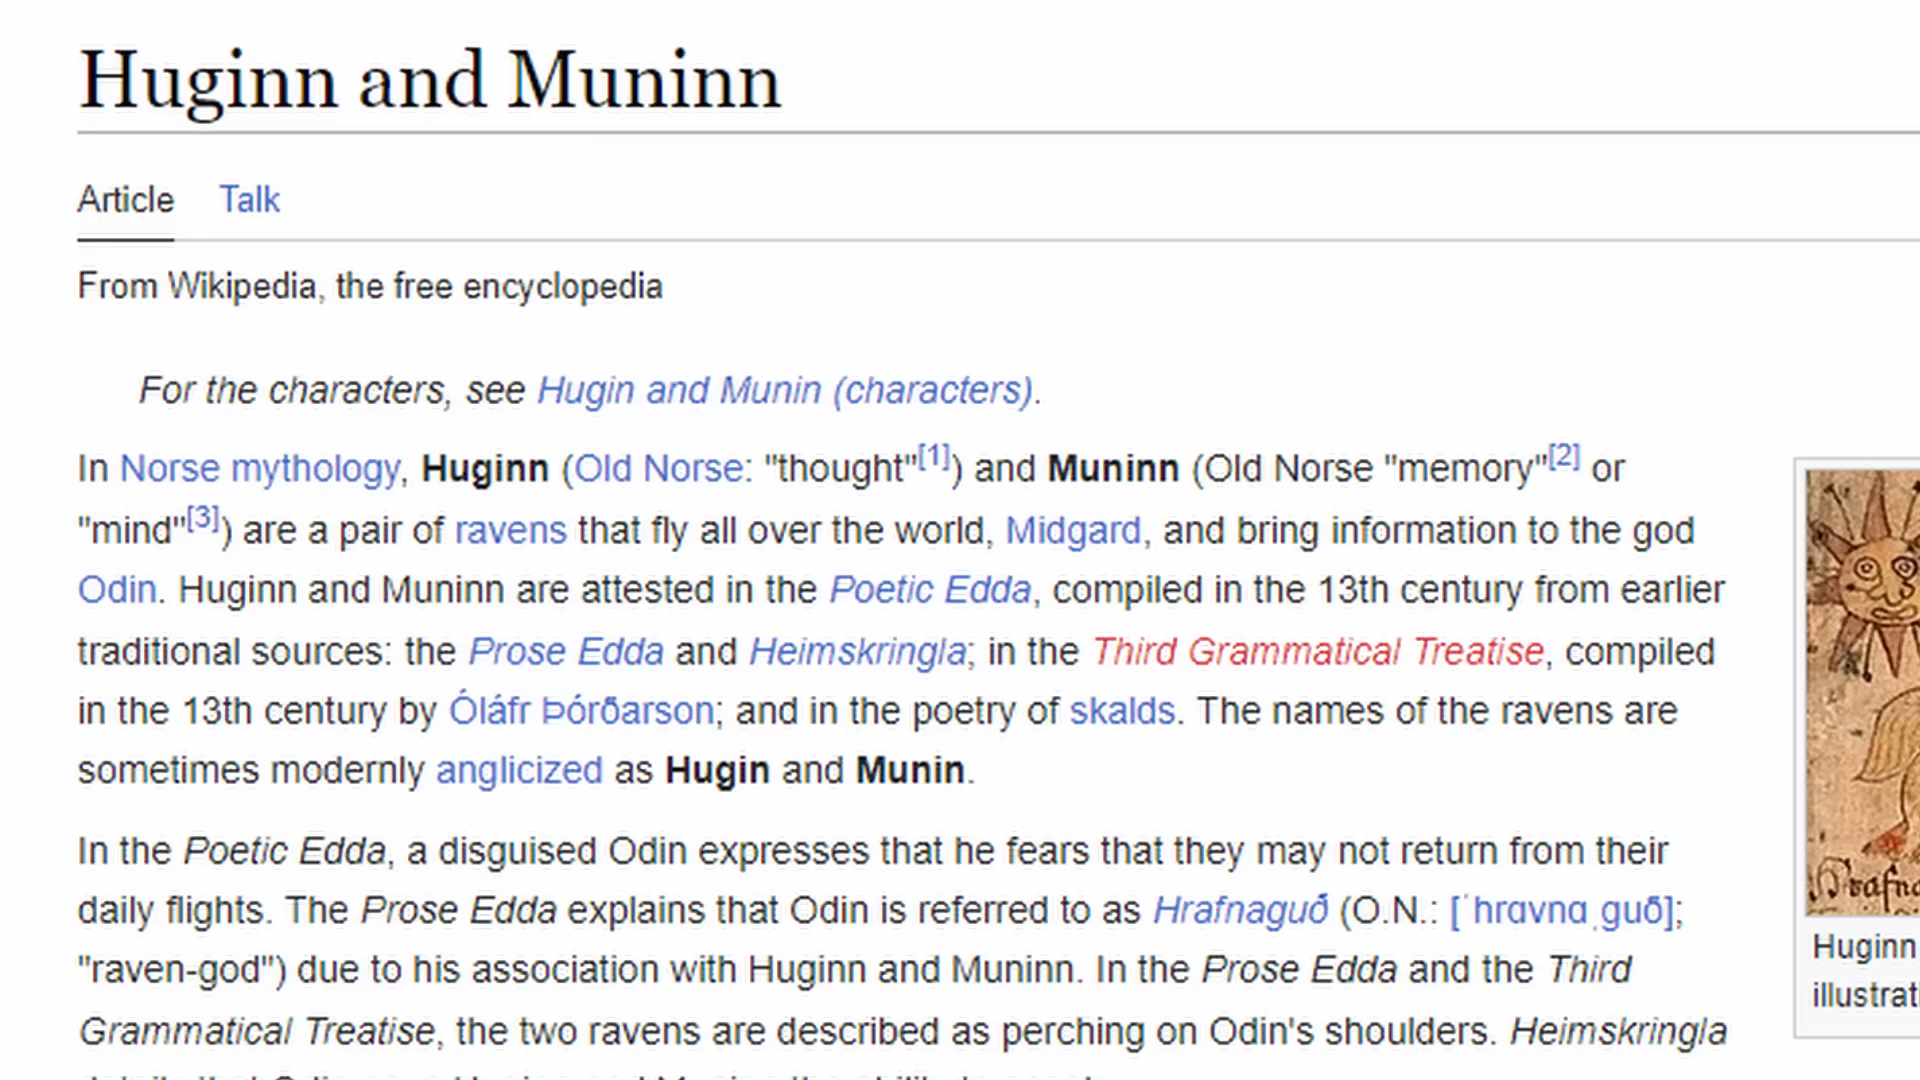 Huginn and Muninn
Article Talk
From Wikipedia, the free encyclopedia
For the characters, see Hugin and Munin (characters).
In Norse mythology, Huginn (Old Norse: "thought"[1]) and Muninn (Old Norse "memory"[2] or
"mind"[3]) are a pair of ravens that fly all over the world, Midgard, and bring information to the god
Odin. Huginn and Muninn are attested in the Poetic Edda, compiled in the 13th century from earlier
traditional sources: the Prose Edda and Heimskringla; in the Third Grammatical Treatise, compiled
in the 13th century by Óláfr Þórðarson; and in the poetry of skalds. The names of the ravens are
sometimes modernly anglicized as Hugin and Munin.
In the Poetic Edda, a disguised Odin expresses that he fears that they may not return from their
daily flights. The Prose Edda explains that Odin is referred to as Hrafnaguð (O.N.: [ˈhrɑvnɑˌɡuð];
"raven-god") due to his association with Huginn and Muninn. In the Prose Edda and the Third
Grammatical Treatise, the two ravens are described as perching on Odin's shoulders. Heimskringla
Huginn
illustrati